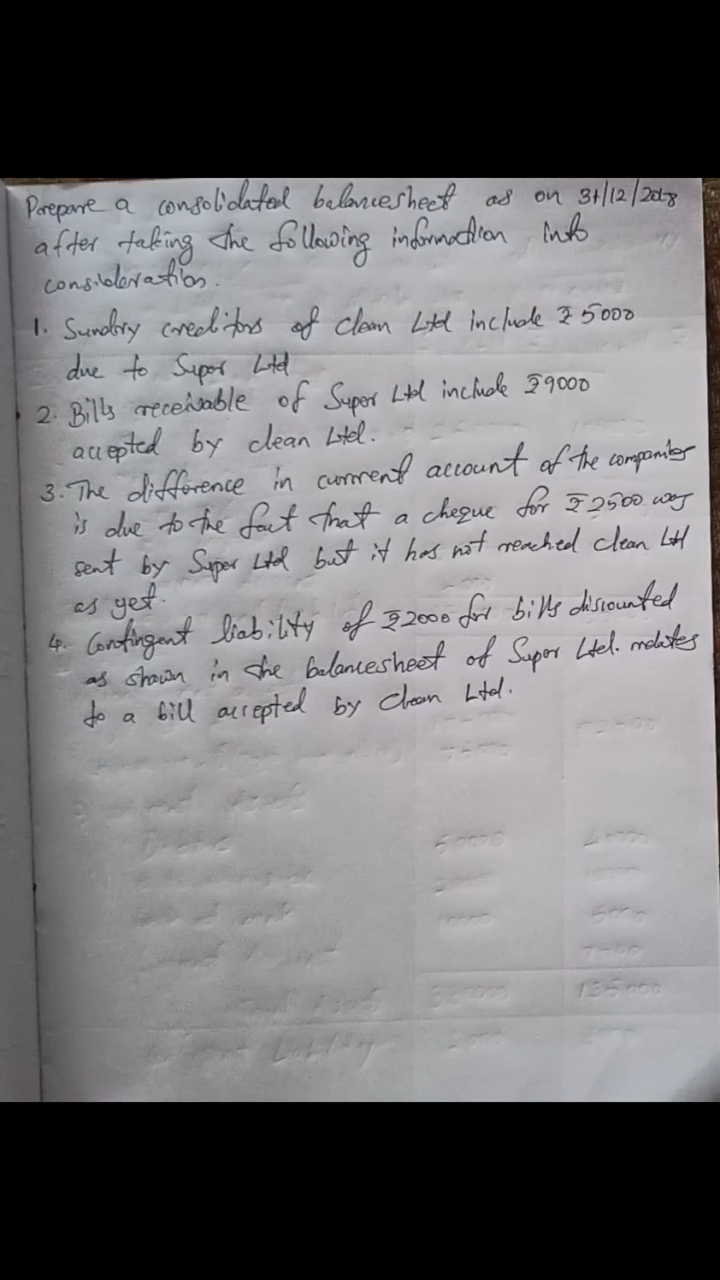 Prepare a consolidated balancesheet as on 31/12/2018
after taking the following information into
consideration.
1. Sundry creditors of clean Ltd include ₹5000
due to Super Ltd
2. Bills receivable of Super Ltd include ₹9000
accepted by clean Ltd.
3. The difference in current account of the companies
is due to the fact that a cheque for ₹2500 was
sent by Super Ltd but it has not reached clean Ltd
as yet.
4. Contingent liability of ₹2000 for bills discounted
as shown in the balancesheet of Super Ltd. relates
to a bill accepted by Clean Ltd.
50000
5000
135000